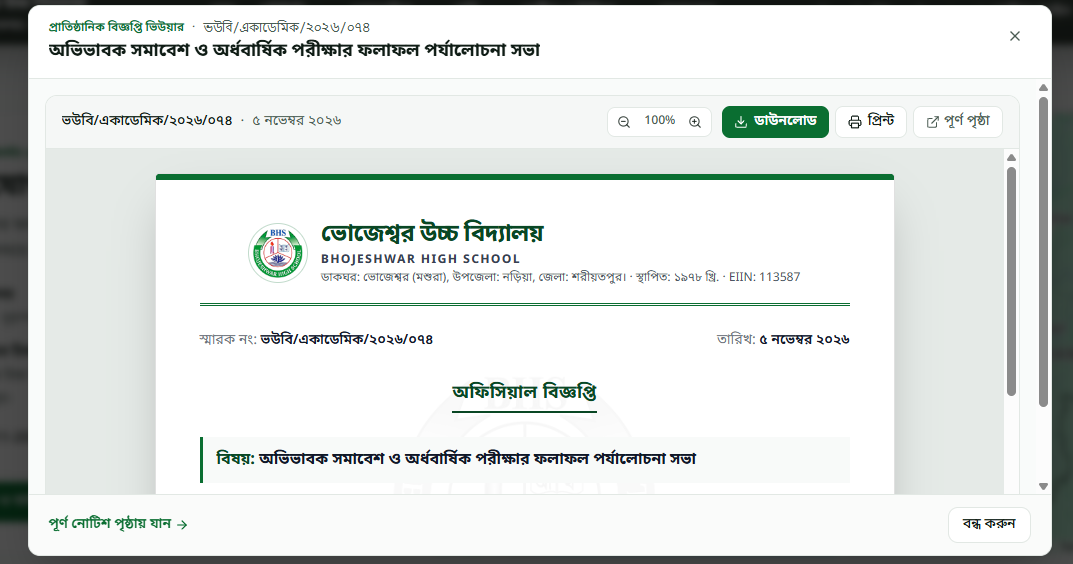 প্রাতিষ্ঠানিক বিজ্ঞপ্তি ভিউয়ার · ভউবি/একাডেমিক/২০২৬/০৭৪
অভিভাবক সমাবেশ ও অর্ধবার্ষিক পরীক্ষার ফলাফল পর্যালোচনা সভা
ভউবি/একাডেমিক/২০২৬/০৭৪ · ৫ নভেম্বর ২০২৬
100%
ডাউনলোড
প্রিন্ট
পূর্ণ পৃষ্ঠা
BHS
BHOJESHWAR HIGH SCHOOL
ভোজেশ্বর উচ্চ বিদ্যালয়
BHOJESHWAR HIGH SCHOOL
ডাকঘর: ভোজেশ্বর (মশুরা), উপজেলা: নড়িয়া, জেলা: শরীয়তপুর। · স্থাপিত: ১৯৭৮ খ্রি. · EIIN: 113587
স্মারক নং: ভউবি/একাডেমিক/২০২৬/০৭৪
তারিখ: ৫ নভেম্বর ২০২৬
অফিসিয়াল বিজ্ঞপ্তি
বিষয়: অভিভাবক সমাবেশ ও অর্ধবার্ষিক পরীক্ষার ফলাফল পর্যালোচনা সভা
পূর্ণ নোটিশ পৃষ্ঠায় যান →
বন্ধ করুন